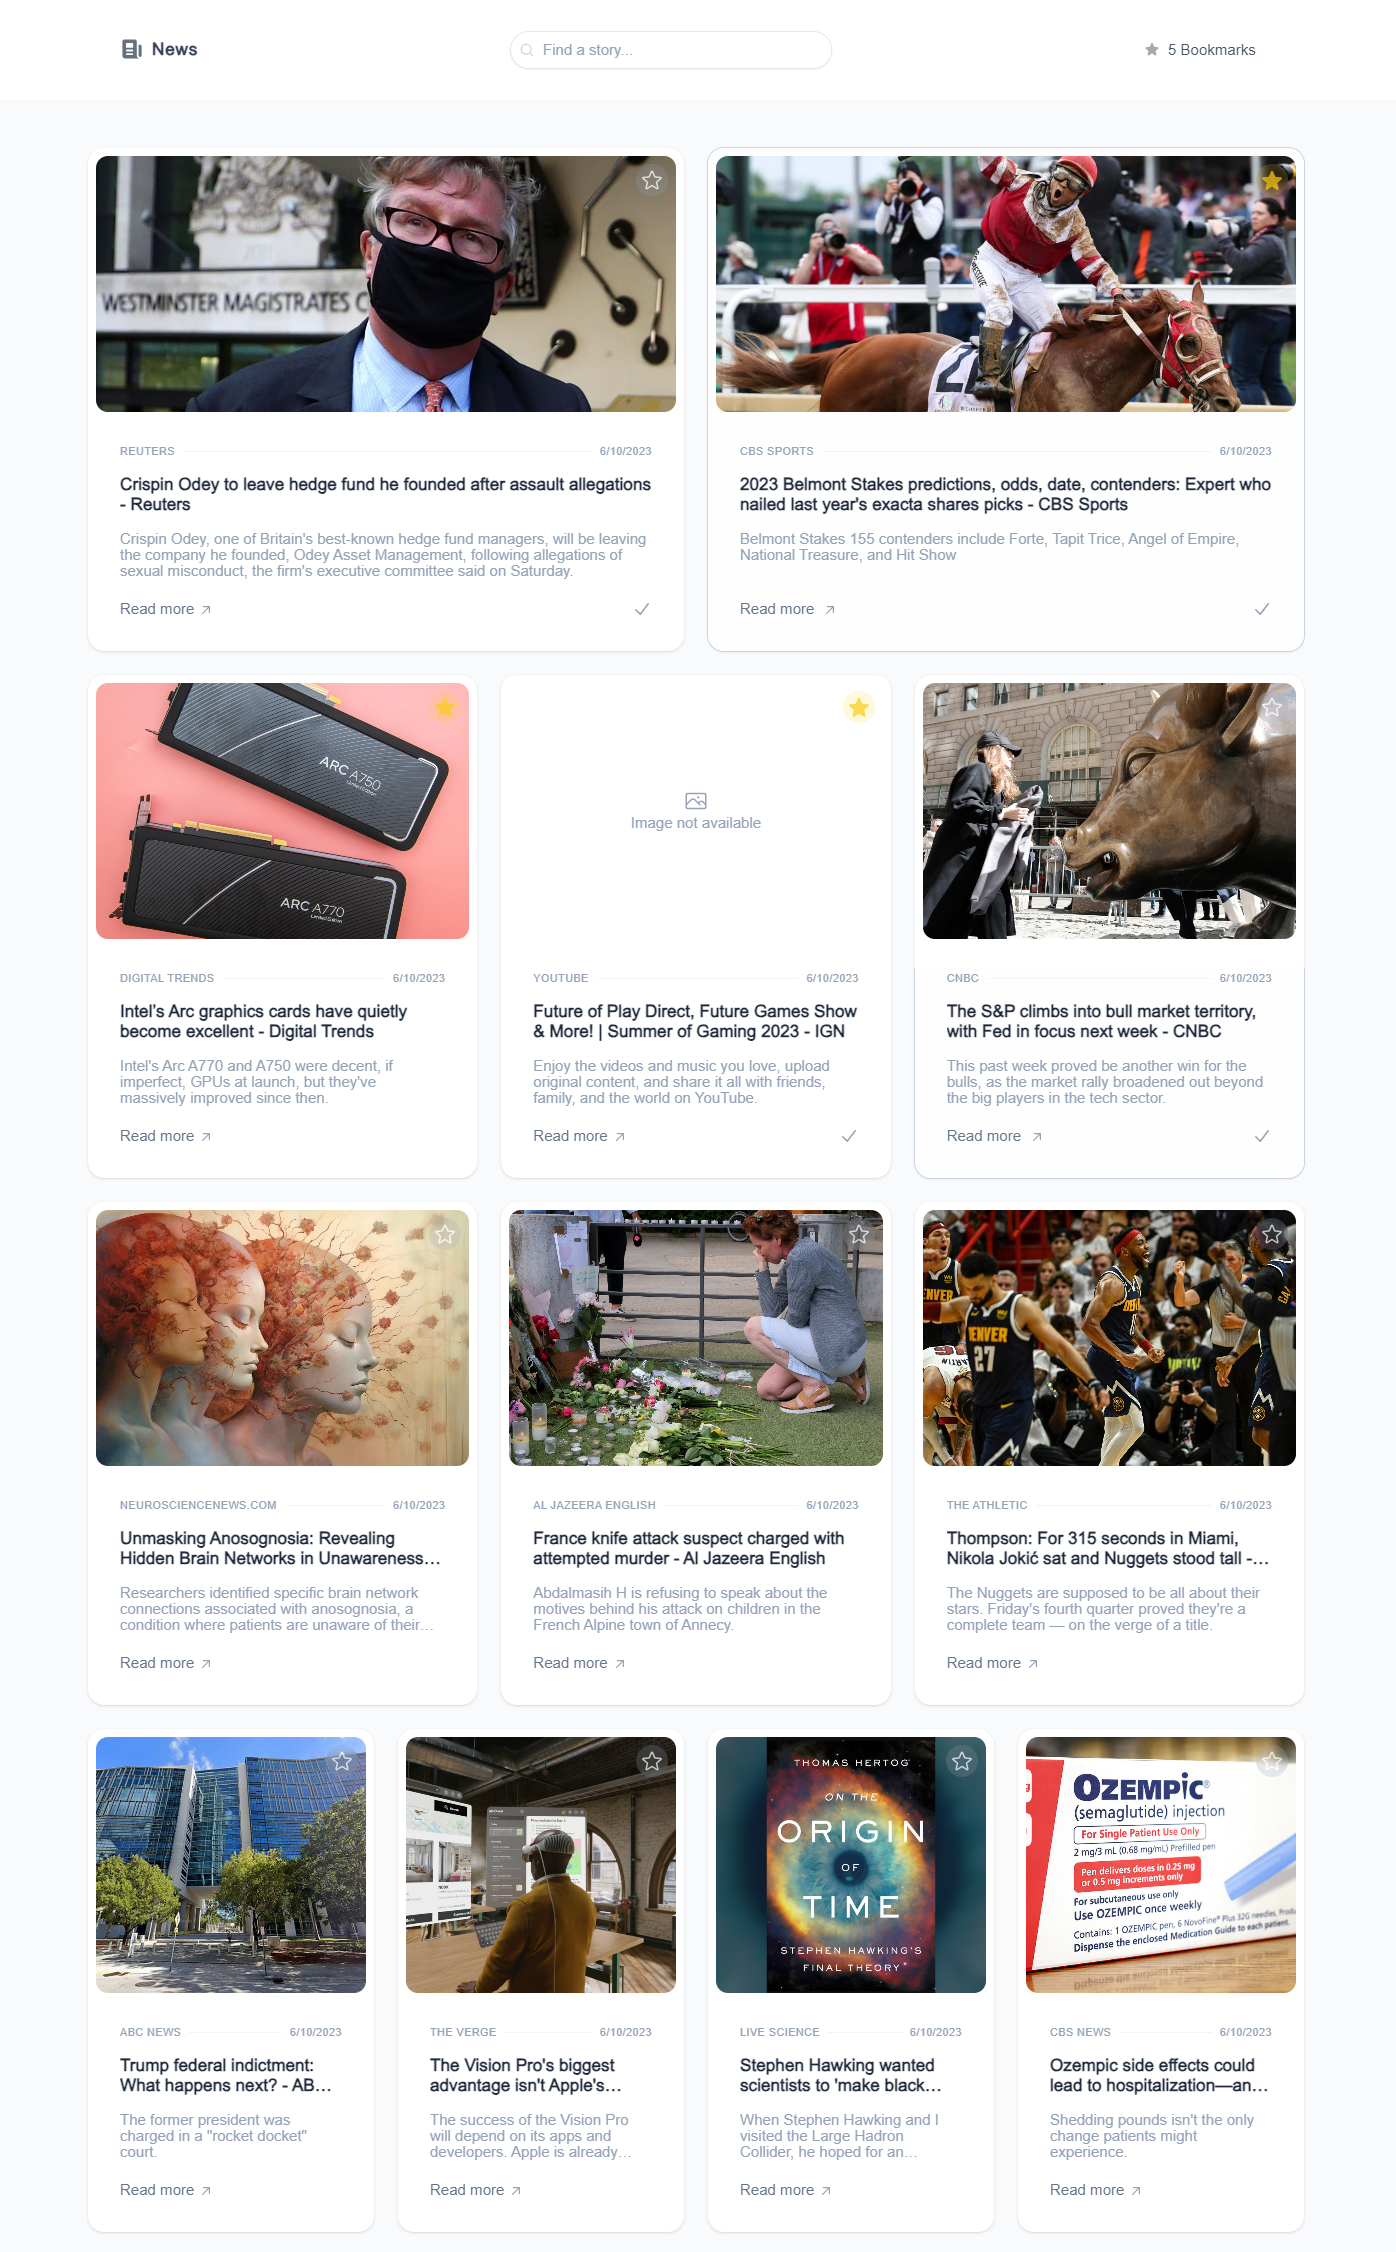 News
Find a story...
5 Bookmarks
2011
WESTMINSTER MAGISTRATES C
REUTERS
6/10/2023
Crispin Odey to leave hedge fund he founded after assault allegations
- Reuters
Crispin Odey, one of Britain's best-known hedge fund managers, will be leaving
the company he founded, Odey Asset Management, following allegations of
sexual misconduct, the firm's executive committee said on Saturday.
Read more
2
CBS SPORTS
6/10/2023
2023 Belmont Stakes predictions, odds, date, contenders: Expert who
nailed last year's exacta shares picks - CBS Sports
Belmont Stakes 155 contenders include Forte, Tapit Trice, Angel of Empire,
National Treasure, and Hit Show
Read more
ARC A750
Limited Edition
ARC A770
Limited Edition
DIGITAL TRENDS
6/10/2023
Intel's Arc graphics cards have quietly
become excellent - Digital Trends
Intel's Arc A770 and A750 were decent, if
imperfect, GPUs at launch, but they've
massively improved since then.
Read more
Image not available
YOUTUBE
6/10/2023
Future of Play Direct, Future Games Show
& More! | Summer of Gaming 2023 - IGN
Enjoy the videos and music you love, upload
original content, and share it all with friends,
family, and the world on YouTube.
Read more
CNBC
6/10/2023
The S&P climbs into bull market territory,
with Fed in focus next week - CNBC
This past week proved be another win for the
bulls, as the market rally broadened out beyond
the big players in the tech sector.
Read more
NEUROSCIENCENEWS.COM
6/10/2023
Unmasking Anosognosia: Revealing
Hidden Brain Networks in Unawareness…
Researchers identified specific brain network
connections associated with anosognosia, a
condition where patients are unaware of their…
Read more
AL JAZEERA ENGLISH
6/10/2023
France knife attack suspect charged with
attempted murder - Al Jazeera English
Abdalmasih H is refusing to speak about the
motives behind his attack on children in the
French Alpine town of Annecy.
Read more
ENVER
DENVER
27
THE ATHLETIC
6/10/2023
Thompson: For 315 seconds in Miami,
Nikola Jokić sat and Nuggets stood tall -…
The Nuggets are supposed to be all about their
stars. Friday's fourth quarter proved they're a
complete team — on the verge of a title.
Read more
ABC NEWS
6/10/2023
Trump federal indictment:
What happens next? - AB…
The former president was
charged in a "rocket docket"
court.
Read more
THE VERGE
6/10/2023
The Vision Pro's biggest
advantage isn't Apple's…
The success of the Vision Pro
will depend on its apps and
developers. Apple is already…
Read more
THOMAS HERTOG
ON THE
ORIGIN
OF
TIME
STEPHEN HAWKING'S
FINAL THEORY
LIVE SCIENCE
6/10/2023
Stephen Hawking wanted
scientists to 'make black…
When Stephen Hawking and I
visited the Large Hadron
Collider, he hoped for an…
Read more
OZEMPIC®
(semaglutide) injection
For Single Patient Use Only
2 mg/3 mL (0.68 mg/mL) Prefilled pen
Pen delivers doses in 0.25 mg
or 0.5 mg increments only
For subcutaneous use only
Use OZEMPIC once weekly
Contains: 1 OZEMPIC pen, 6 NovoFine® Plus 32G needles, Produ
Dispense the enclosed Medication Guide to each patient.
CBS NEWS
6/10/2023
Ozempic side effects could
lead to hospitalization—an…
Shedding pounds isn't the only
change patients might
experience.
Read more